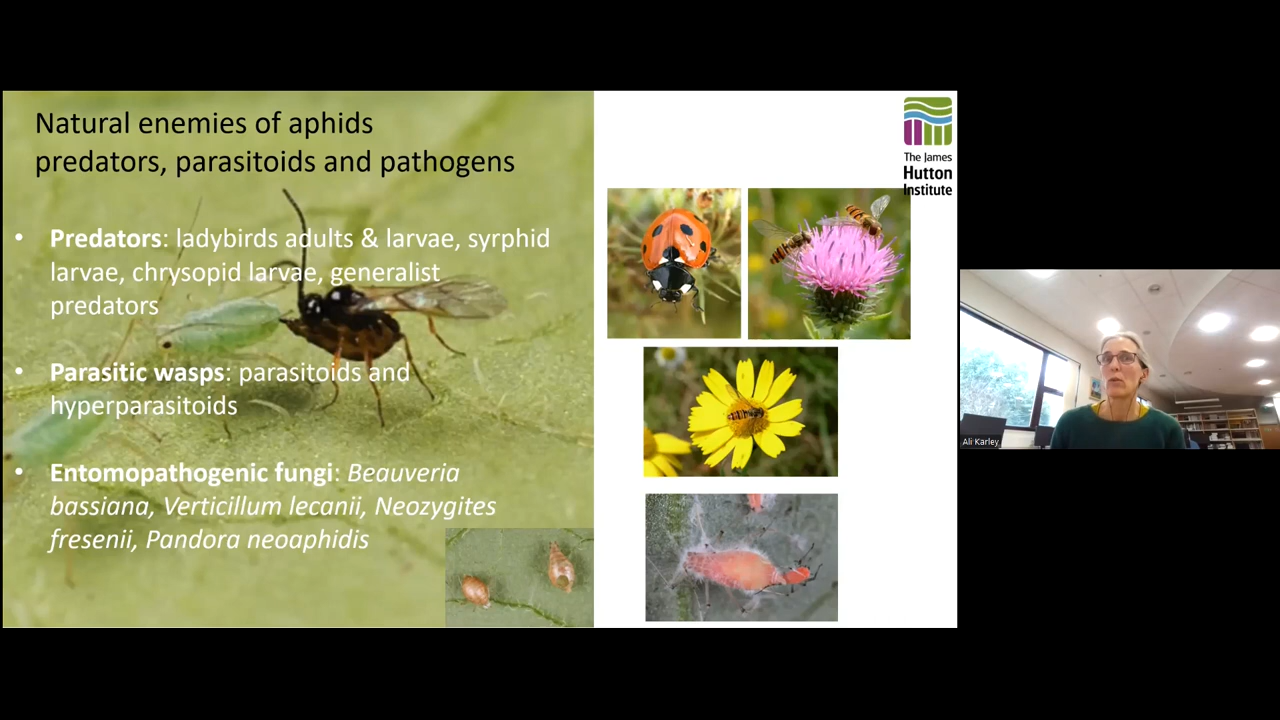 Natural enemies of aphids
predators, parasitoids and pathogens
• Predators: ladybirds adults & larvae, syrphid
larvae, chrysopid larvae, generalist
predators
• Parasitic wasps: parasitoids and
hyperparasitoids
• Entomopathogenic fungi: Beauveria
bassiana, Verticillum lecanii, Neozygites
fresenii, Pandora neoaphidis
The James
Hutton
Institute
Ali Karley